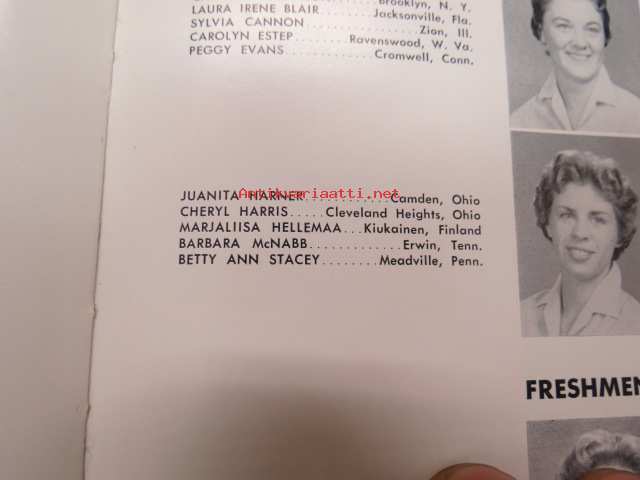 Brooklyn, N. Y.
LAURA IRENE BLAIR ............Jacksonville, Fla.
SYLVIA CANNON....................Zion, Ill.
CAROLYN ESTEP..........Ravenswood, W. Va.
PEGGY EVANS...............Cromwell, Conn.
Antikvariaatti.net
JUANITA HARNER.............Camden, Ohio
CHERYL HARRIS.....Cleveland Heights, Ohio
MARJALIISA HELLEMAA...Kiukainen, Finland
BARBARA McNABB.............Erwin, Tenn.
BETTY ANN STACEY........Meadville, Penn.
FRESHMEN